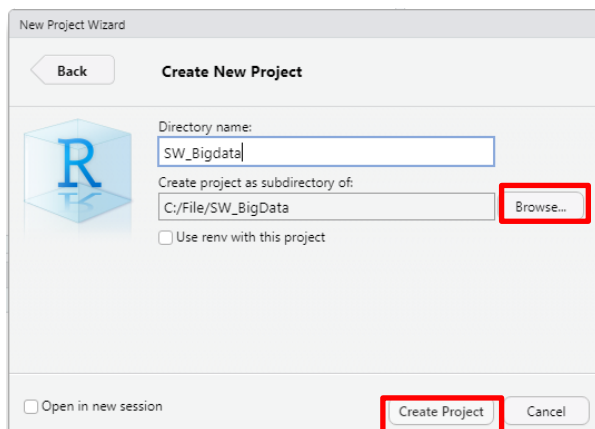 New Project Wizard
Back
Create New Project
R
Directory name:
SW_Bigdata
Create project as subdirectory of:
C:/File/SW_BigData
Browse...
Use renv with this project
Open in new session
Create Project
Cancel